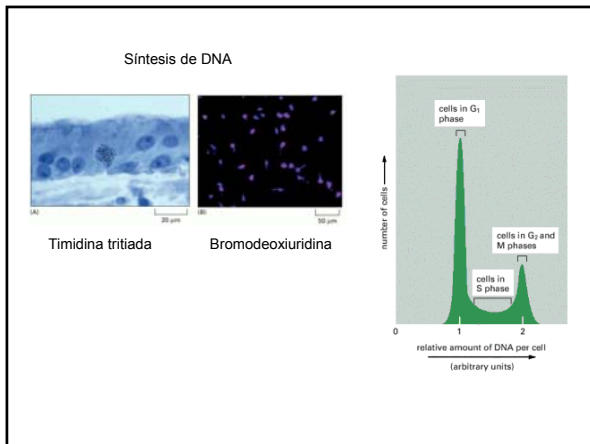 Síntesis de DNA
(A)
20 μm
(B)
50 μm
Timidina tritiada
Bromodeoxiuridina
cells in G1
phase
number of cells
cells in G2 and
M phases
cells in
S phase
0
1
2
relative amount of DNA per cell
(arbitrary units)